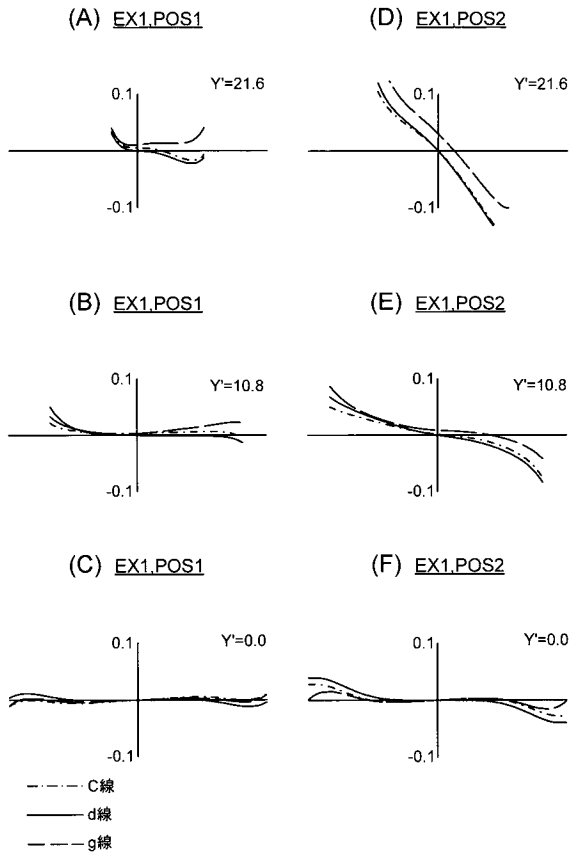 (A) EX1,POS1
Y'=21.6
0.1
-0.1
(B) EX1,POS1
Y'=10.8
0.1
-0.1
(C) EX1,POS1
Y'=0.0
0.1
-0.1
(D) EX1,POS2
Y'=21.6
0.1
-0.1
(E) EX1,POS2
Y'=10.8
0.1
-0.1
(F) EX1,POS2
Y'=0.0
0.1
-0.1
C線
d線
g線